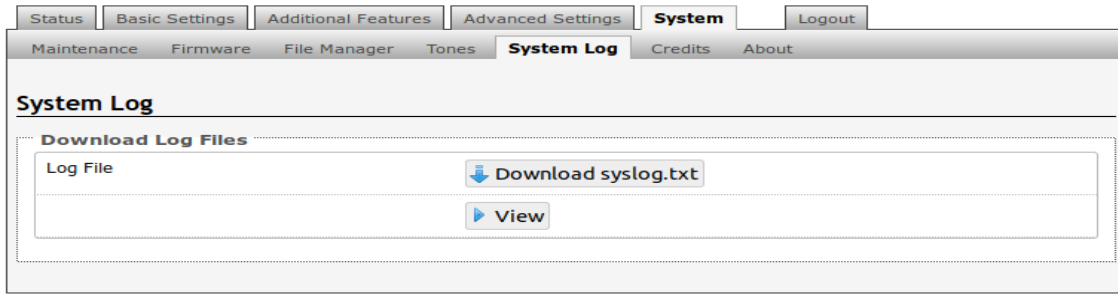 Status Basic Settings Additional Features Advanced Settings System Logout
Maintenance Firmware File Manager Tones System Log Credits About
System Log
Download Log Files
Log File Download syslog.txt
View